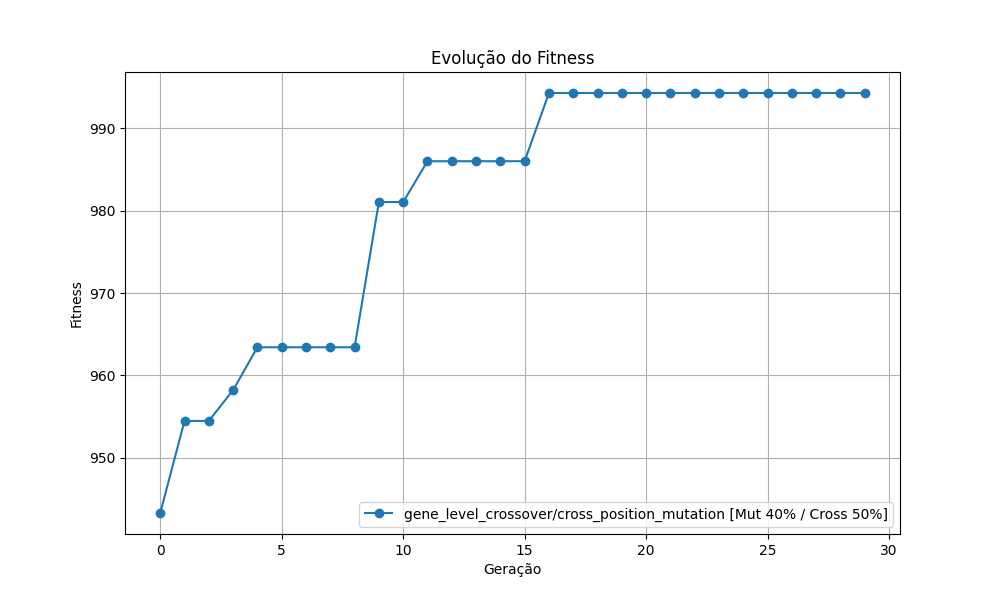 Evolução do Fitness
Fitness
990
980
970
960
950
gene_level_crossover/cross_position_mutation [Mut 40% / Cross 50%]
0 5 10 15 20 25 30
Geração